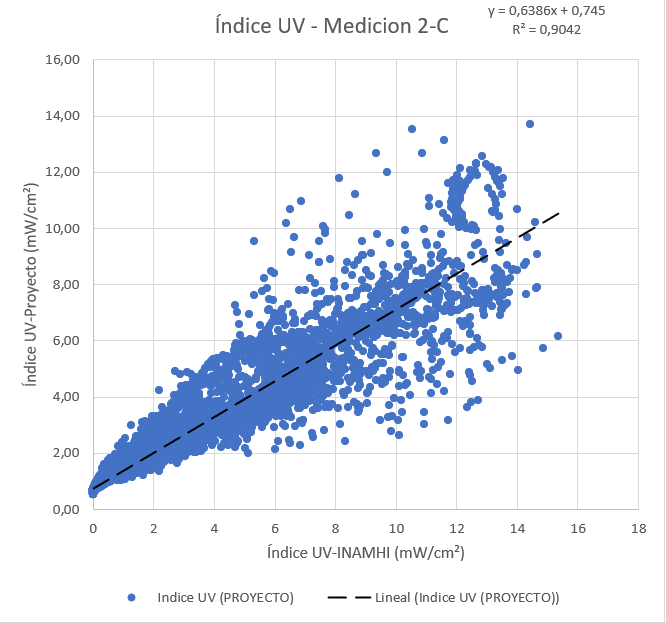 Índice UV - Medicion 2-C
y = 0,6386x + 0,745
R² = 0,9042
Índice UV-Proyecto (mW/cm²)
16,00
14,00
12,00
10,00
8,00
6,00
4,00
2,00
0,00
0 2 4 6 8 10 12 14 16 18
Índice UV-INAMHI (mW/cm²)
Indice UV (PROYECTO) Lineal (Indice UV (PROYECTO))